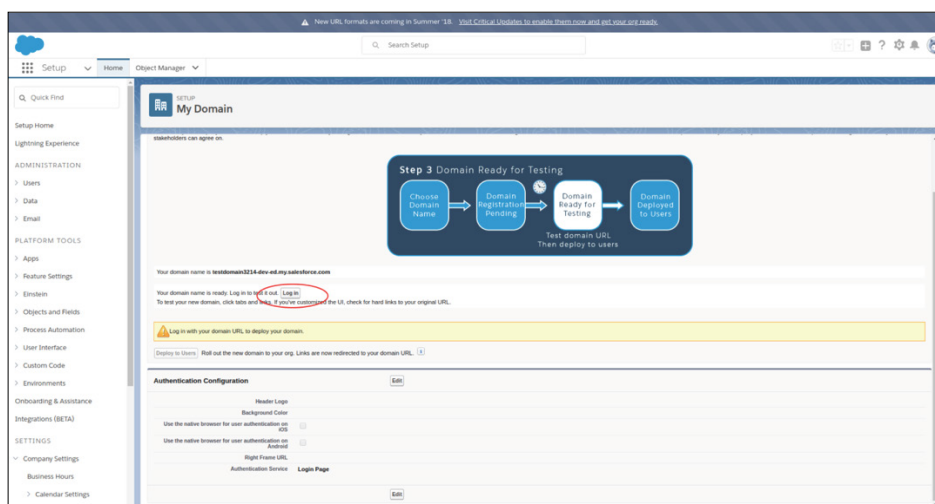 New URL formats are coming in Summer '18. Visit Critical Updates to enable them now and get your org ready.
Search Setup
Setup
Home
Object Manager
Quick Find
Setup Home
Lightning Experience
ADMINISTRATION
Users
Data
Email
PLATFORM TOOLS
Apps
Feature Settings
Einstein
Objects and Fields
Process Automation
User Interface
Custom Code
Environments
Onboarding & Assistance
Integrations (BETA)
SETTINGS
Company Settings
Business Hours
Calendar Settings
SETUP
My Domain
stakeholders can agree on.
Step 3 Domain Ready for Testing
Choose
Domain
Name
Domain
Registration
Pending
Domain
Ready for
Testing
Domain
Deployed
to Users
Test domain URL
Then deploy to users
Your domain name is testdomain3214-dev-ed.my.salesforce.com
Your domain name is ready. Log in to test it out. Log in
To test your new domain, click tabs and links. If you've customized the UI, check for hard links to your original URL.
Log in with your domain URL to deploy your domain.
Deploy to Users Roll out the new domain to your org. Links are now redirected to your domain URL. i
Authentication Configuration
Edit
Header Logo
Background Color
Use the native browser for user authentication on
iOS
Use the native browser for user authentication on
Android
Right Frame URL
Authentication Service Login Page
Edit